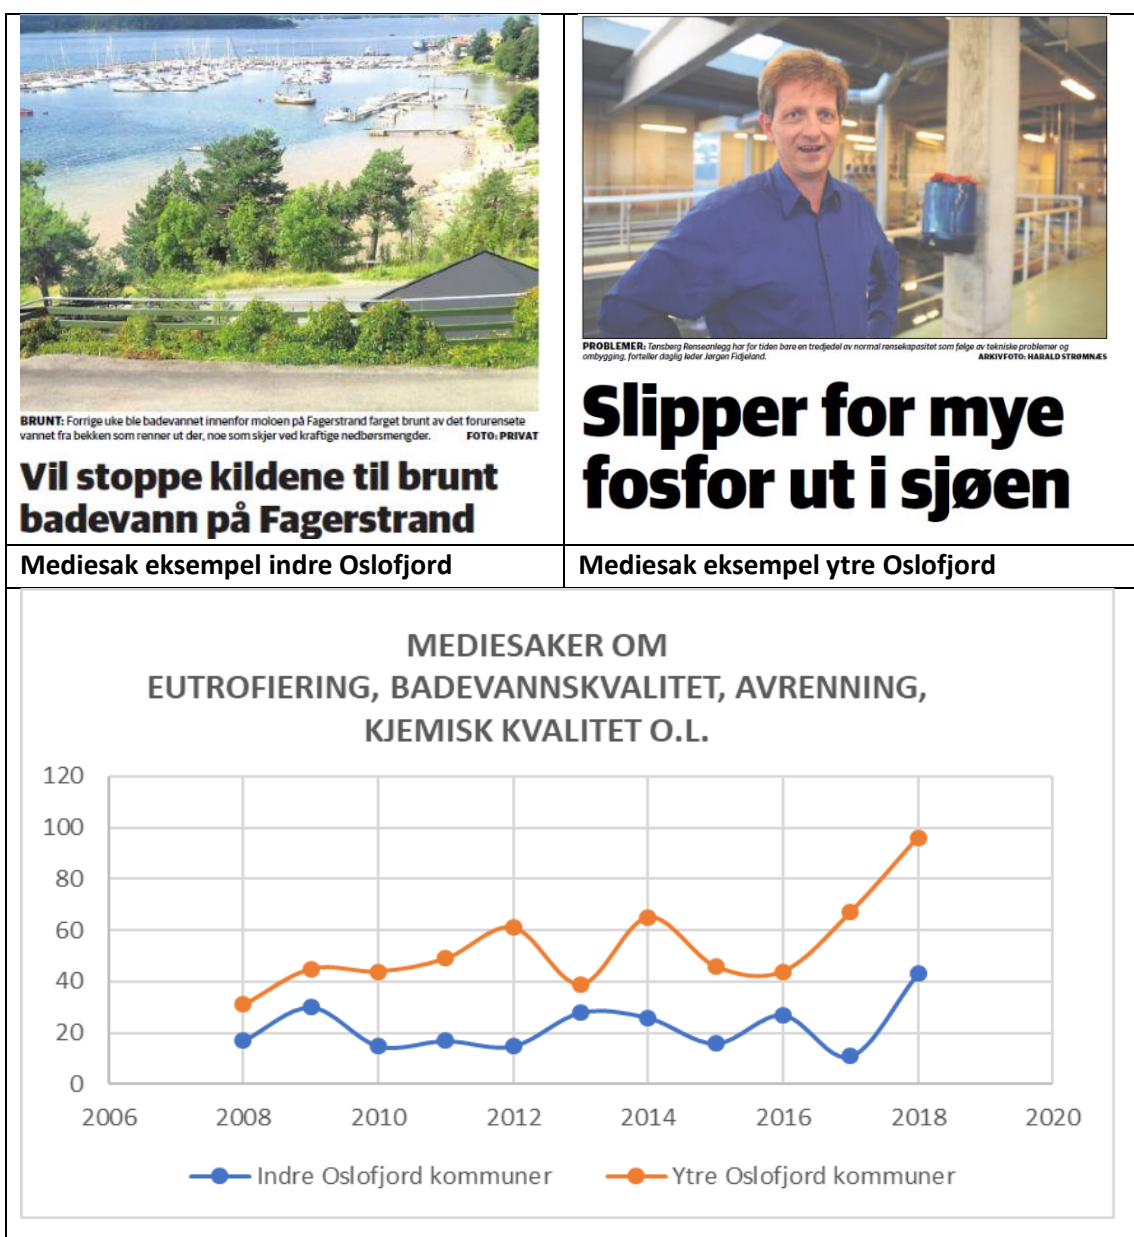 BRUNT: Forrige uke ble badevannet innenfor moloen på Fagerstrand farget brunt av det forurensete
vannet fra bekken som renner ut der, noe som skjer ved kraftige nedbørsmengder. FOTO: PRIVAT
Vil stoppe kildene til brunt
badevann på Fagerstrand
PROBLEMER: Tønsberg Renseanlegg har for tiden bare en tredjedel av normal rensekapasitet som følge av tekniske problemer og
ombygging, forteller daglig leder Jørgen Fidjeland. ARKIVFOTO: HARALD STRØMNÆS
Slipper for mye
fosfor ut i sjøen
Mediesak eksempel indre Oslofjord
Mediesak eksempel ytre Oslofjord
MEDIESAKER OM
EUTROFIERING, BADEVANNSKVALITET, AVRENNING,
KJEMISK KVALITET O.L.
120
100
80
60
40
20
0
2006 2008 2010 2012 2014 2016 2018 2020
Indre Oslofjord kommuner Ytre Oslofjord kommuner